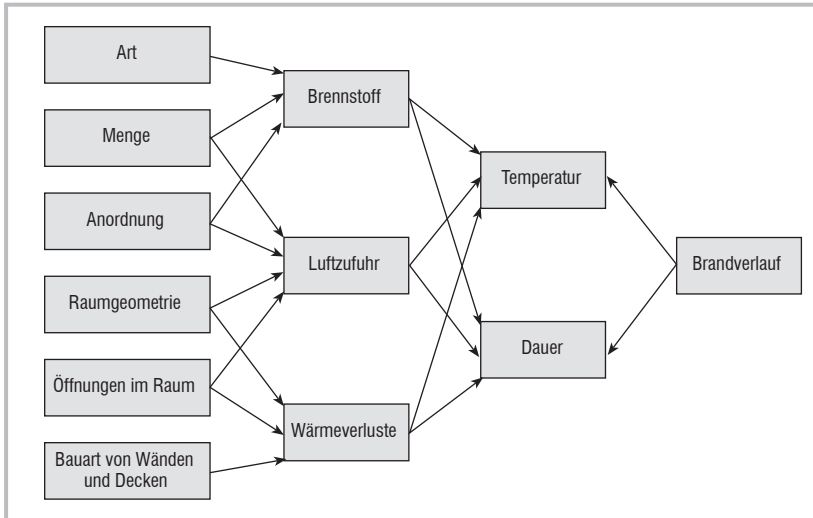 Art
Menge
Anordnung
Raumgeometrie
Öffnungen im Raum
Bauart von Wänden
und Decken
Brennstoff
Luftzufuhr
Wärmeverluste
Temperatur
Dauer
Brandverlauf